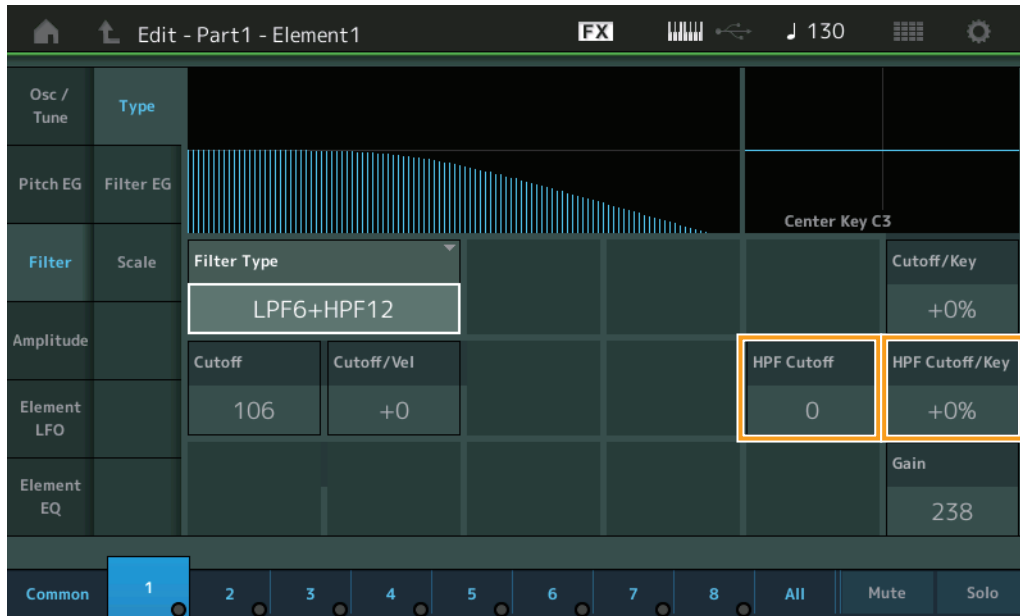 Edit - Part1 - Element1
FX
♩ 130
Osc /
Tune
Type
Pitch EG
Filter EG
Center Key C3
Filter
Scale
Filter Type
Cutoff/Key
LPF6+HPF12
+0%
Amplitude
Cutoff
Cutoff/Vel
HPF Cutoff
HPF Cutoff/Key
106
+0
0
+0%
Element
LFO
Gain
238
Element
EQ
Common
1
2
3
4
5
6
7
8
All
Mute
Solo